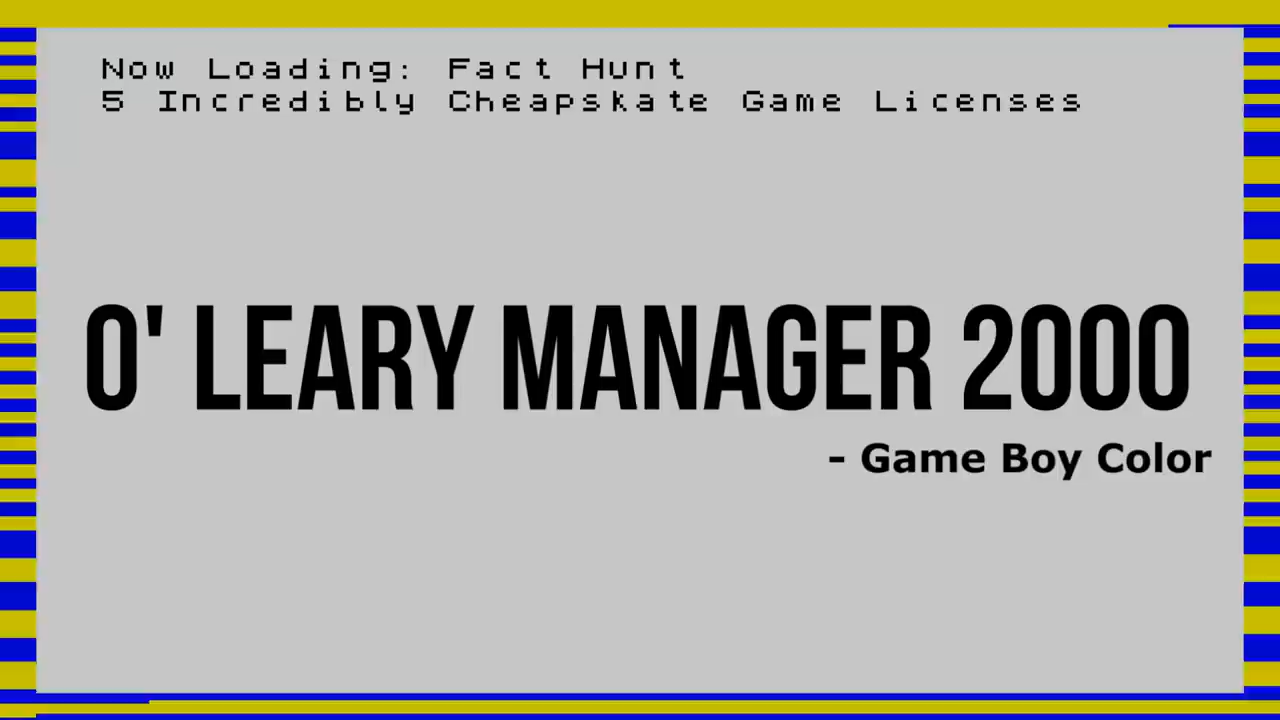 Now Loading: Fact Hunt
5 Incredibly Cheapskate Game Licenses
O' LEARY MANAGER 2000
- Game Boy Color